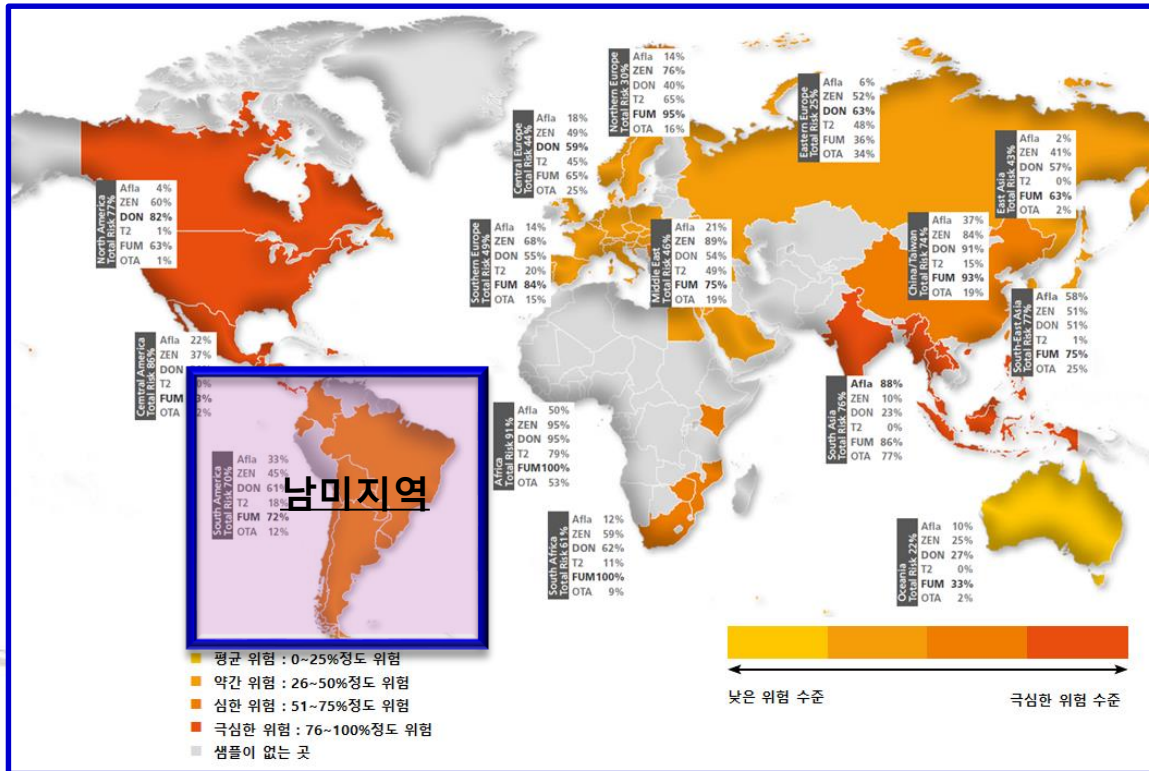 North America
Total Risk 77%
Afla 4%
ZEN 60%
DON 82%
T2 1%
FUM 63%
OTA 1%
Central America
Total Risk 86%
Afla 22%
ZEN 37%
T2
FUM
OTA
South America
Total Risk 70%
Afla 33%
ZEN 45%
DON 61%
T2 18%
FUM 72%
OTA 12%
남미지역
Central Europe
Total Risk 44%
Afla 18%
ZEN 49%
DON 59%
T2 45%
FUM 65%
OTA 25%
Northern Europe
Total Risk 30%
Afla 14%
ZEN 76%
DON 40%
T2 65%
FUM 95%
OTA 16%
Eastern Europe
Total Risk 25%
Afla 6%
ZEN 52%
DON 63%
T2 48%
FUM 36%
OTA 34%
East Asia
Total Risk 43%
Afla 2%
ZEN 41%
DON 57%
T2 0%
FUM 63%
OTA 2%
Southern Europe
Total Risk 49%
Afla 14%
ZEN 68%
DON 55%
T2 20%
FUM 84%
OTA 15%
Middle East
Total Risk 46%
Afla 21%
ZEN 89%
DON 54%
T2 49%
FUM 75%
OTA 19%
China/Taiwan
Total Risk 74%
Afla 37%
ZEN 84%
DON 91%
T2 15%
FUM 93%
OTA 19%
South-East Asia
Total Risk 77%
Afla 58%
ZEN 51%
DON 51%
T2 1%
FUM 75%
OTA 25%
South Asia
Total Risk 76%
Afla 88%
ZEN 10%
DON 23%
T2 0%
FUM 86%
OTA 77%
Africa
Total Risk 91%
Afla 50%
ZEN 95%
DON 95%
T2 79%
FUM100%
OTA 53%
South Africa
Total Risk 61%
Afla 12%
ZEN 59%
DON 62%
T2 11%
FUM100%
OTA 9%
Oceania
Total Risk 22%
Afla 10%
ZEN 25%
DON 27%
T2 0%
FUM 33%
OTA 2%
평균 위험 : 0~25%정도 위험
약간 위험 : 26~50%정도 위험
심한 위험 : 51~75%정도 위험
극심한 위험 : 76~100%정도 위험
샘플이 없는 곳
낮은 위험 수준
극심한 위험 수준